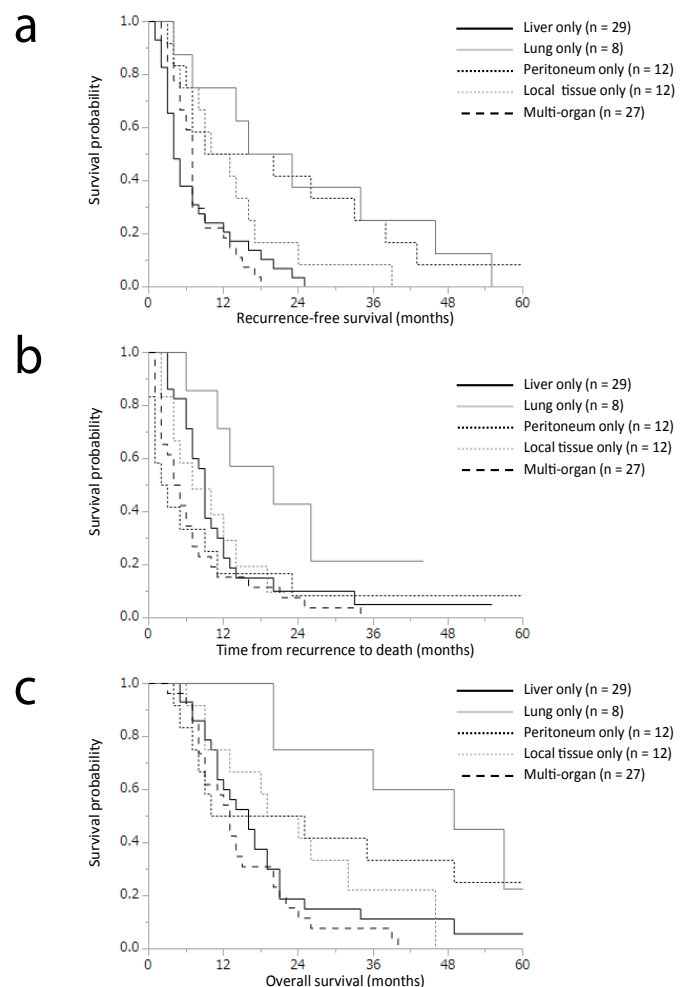 a
1.0
0.8
0.6
0.4
0.2
0.0
Survival probability
0 12 24 36 48 60
Recurrence-free survival (months)
Liver only (n = 29)
Lung only (n = 8)
Peritoneum only (n = 12)
Local tissue only (n = 12)
Multi-organ (n = 27)
b
1.0
0.8
0.6
0.4
0.2
0.0
Survival probability
0 12 24 36 48 60
Time from recurrence to death (months)
Liver only (n = 29)
Lung only (n = 8)
Peritoneum only (n = 12)
Local tissue only (n = 12)
Multi-organ (n = 27)
c
1.0
0.8
0.6
0.4
0.2
0.0
Survival probability
0 12 24 36 48 60
Overall survival (months)
Liver only (n = 29)
Lung only (n = 8)
Peritoneum only (n = 12)
Local tissue only (n = 12)
Multi-organ (n = 27)